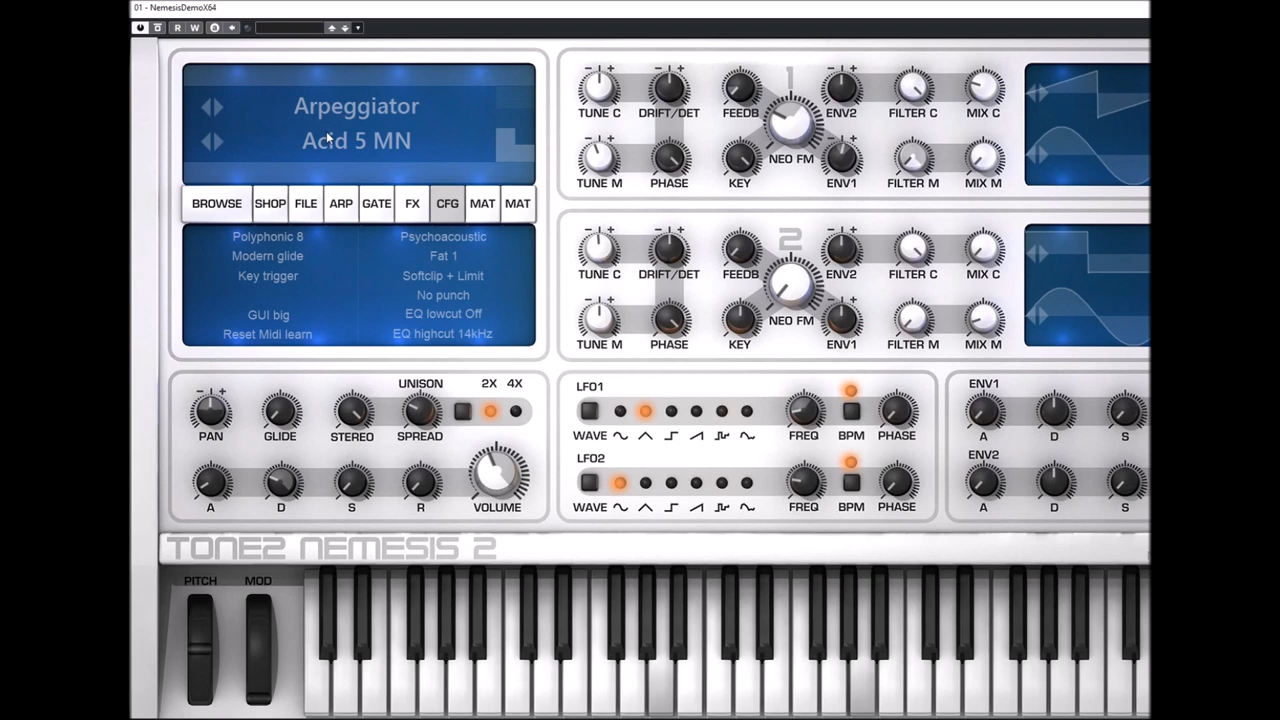 01 - NemesisDemoX64
R W
Arpeggiator
Acid 5 MN
BROWSE SHOP FILE ARP GATE FX CFG MAT MAT
Polyphonic 8 Psychoacoustic
Modern glide Fat 1
Key trigger Softclip + Limit
No punch
GUI big EQ lowcut Off
Reset Midi learn EQ highcut 14kHz
1
TUNE C DRIFT/DET FEEDB ENV2 FILTER C MIX C
NEO FM
TUNE M PHASE KEY ENV1 FILTER M MIX M
2
TUNE C DRIFT/DET FEEDB ENV2 FILTER C MIX C
NEO FM
TUNE M PHASE KEY ENV1 FILTER M MIX M
UNISON 2X 4X
PAN GLIDE STEREO SPREAD
A D S R VOLUME
LFO1
WAVE FREQ BPM PHASE
LFO2
WAVE FREQ BPM PHASE
ENV1
A D S
ENV2
A D S
TONE2 NEMESIS 2
PITCH MOD